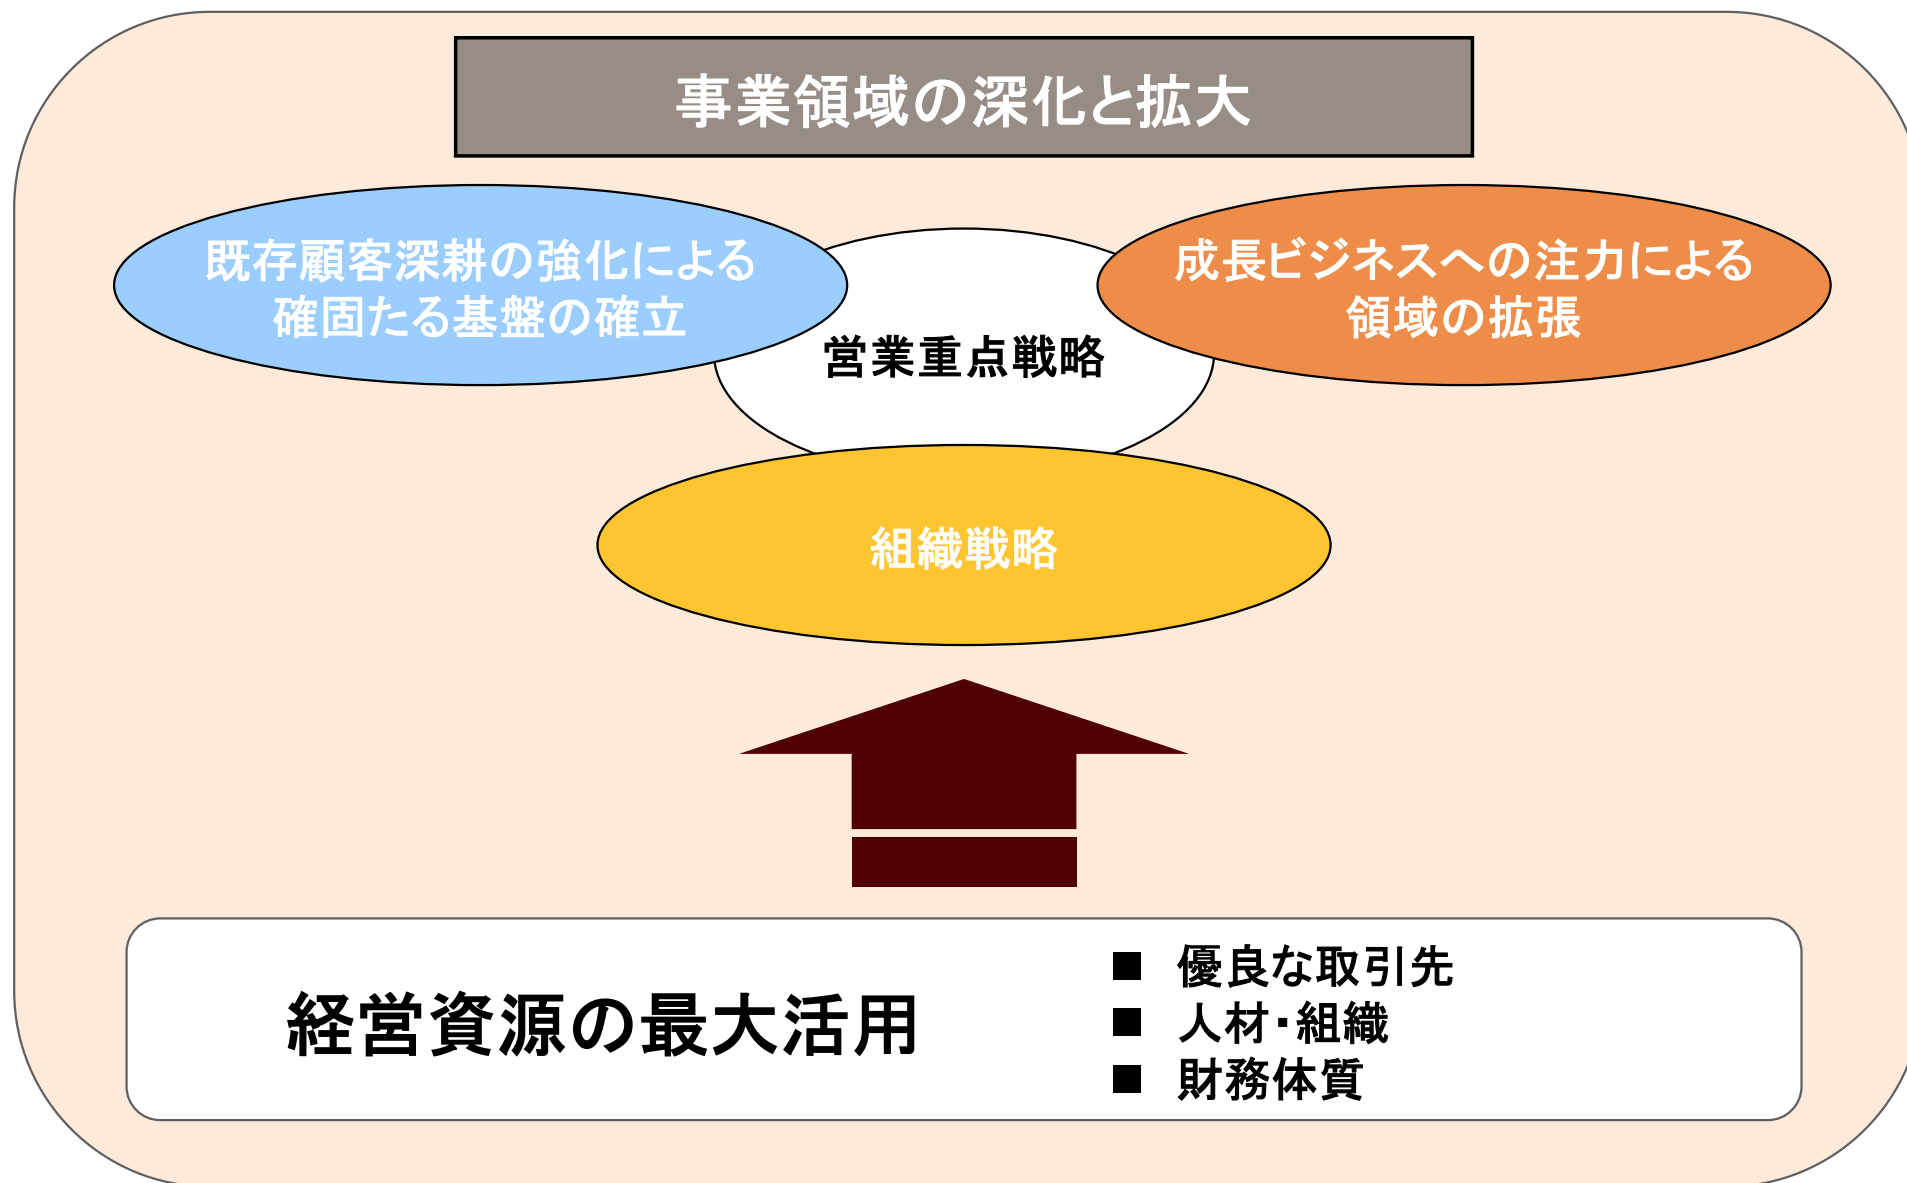 事業領域の深化と拡大
既存顧客深耕の強化による
確固たる基盤の確立
成長ビジネスへの注力による
領域の拡張
営業重点戦略
組織戦略
経営資源の最大活用
■ 優良な取引先
■ 人材・組織
■ 財務体質